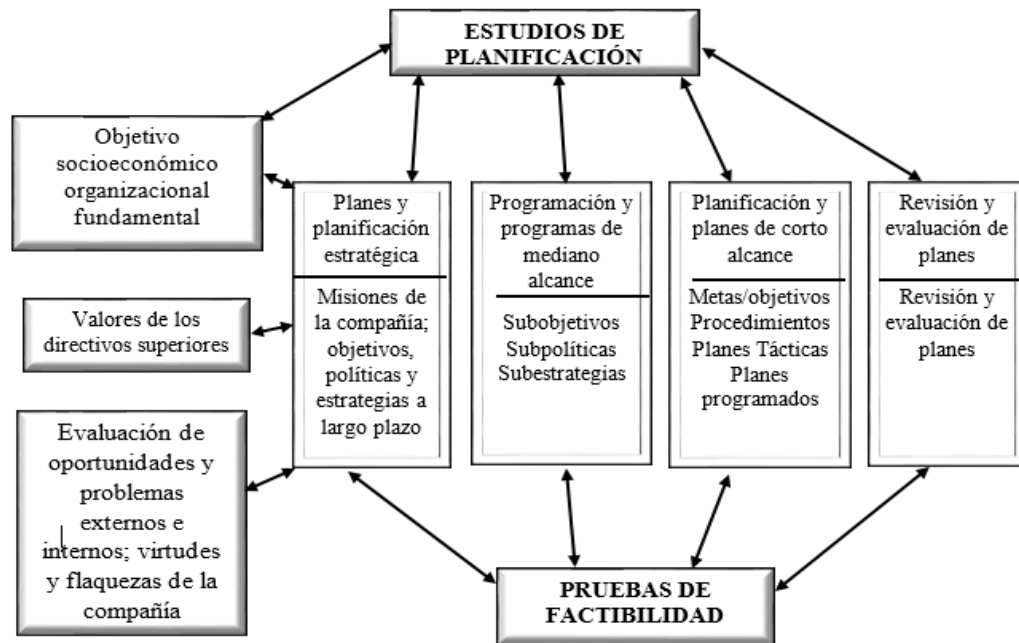 ESTUDIOS DE
PLANIFICACIÓN
Objetivo
socioeconómico
organizacional
fundamental
Valores de los
directivos superiores
Evaluación de
oportunidades y
problemas
externos e
internos; virtudes
y flaquezas de la
compañía
Planes y
planificación
estratégica
Misiones de
la compañía;
objetivos,
políticas y
estrategias a
largo plazo
Programación y
programas de
mediano
alcance
Subobjetivos
Subpolíticas
Subestrategias
Planificación y
planes de corto
alcance
Metas/objetivos
Procedimientos
Planes Tácticas
Planes
programados
Revisión y
evaluación de
planes
Revisión y
evaluación de
planes
PRUEBAS DE
FACTIBILIDAD